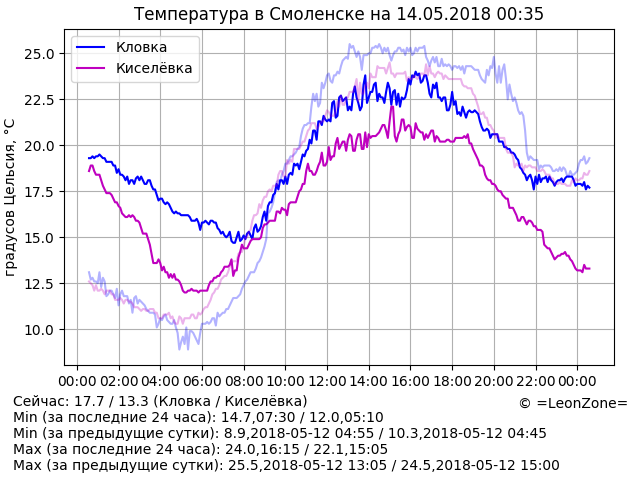 Температура в Смоленске на 14.05.2018 00:35
Кловка
Киселёвка
градусов Цельсия, °C
25.0
22.5
20.0
17.5
15.0
12.5
10.0
00:00 02:00 04:00 06:00 08:00 10:00 12:00 14:00 16:00 18:00 20:00 22:00 00:00
Сейчас: 17.7 / 13.3 (Кловка / Киселёвка)
© =LeonZone=
Min (за последние 24 часа): 14.7,07:30 / 12.0,05:10
Min (за предыдущие сутки): 8.9,2018-05-12 04:55 / 10.3,2018-05-12 04:45
Max (за последние 24 часа): 24.0,16:15 / 22.1,15:05
Max (за предыдущие сутки): 25.5,2018-05-12 13:05 / 24.5,2018-05-12 15:00